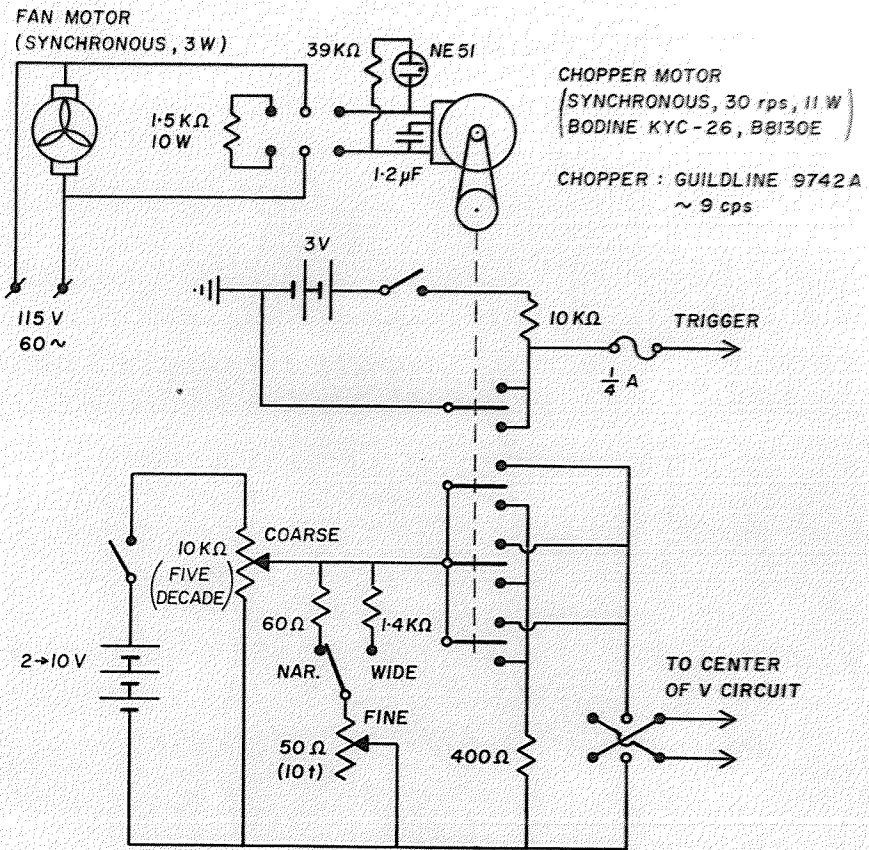 FAN MOTOR
(SYNCHRONOUS, 3 W)
39 KΩ
NE 51
CHOPPER MOTOR
(SYNCHRONOUS, 30 rps, 11 W
BODINE KYC-26, B8130E)
1.5 KΩ
10 W
1.2 µF
CHOPPER : GUILDLINE 9742 A
~ 9 cps
3V
115 V
60 ~
10 KΩ
TRIGGER
1/4 A
COARSE
10 KΩ
(FIVE
DECADE)
60 Ω
1.4 KΩ
2→10 V
NAR.
WIDE
TO CENTER
OF V CIRCUIT
FINE
50 Ω
(10 t)
400 Ω